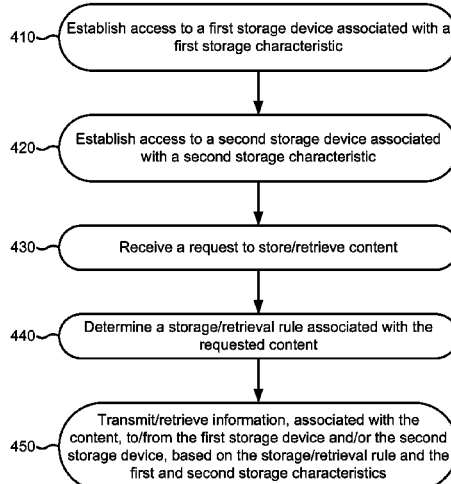 410
Establish access to a first storage device associated with a
first storage characteristic
420
Establish access to a second storage device associated
with a second storage characteristic
430
Receive a request to store/retrieve content
440
Determine a storage/retrieval rule associated with the
requested content
450
Transmit/retrieve information, associated with the
content, to/from the first storage device and/or the second
storage device, based on the storage/retrieval rule and the
first and second storage characteristics